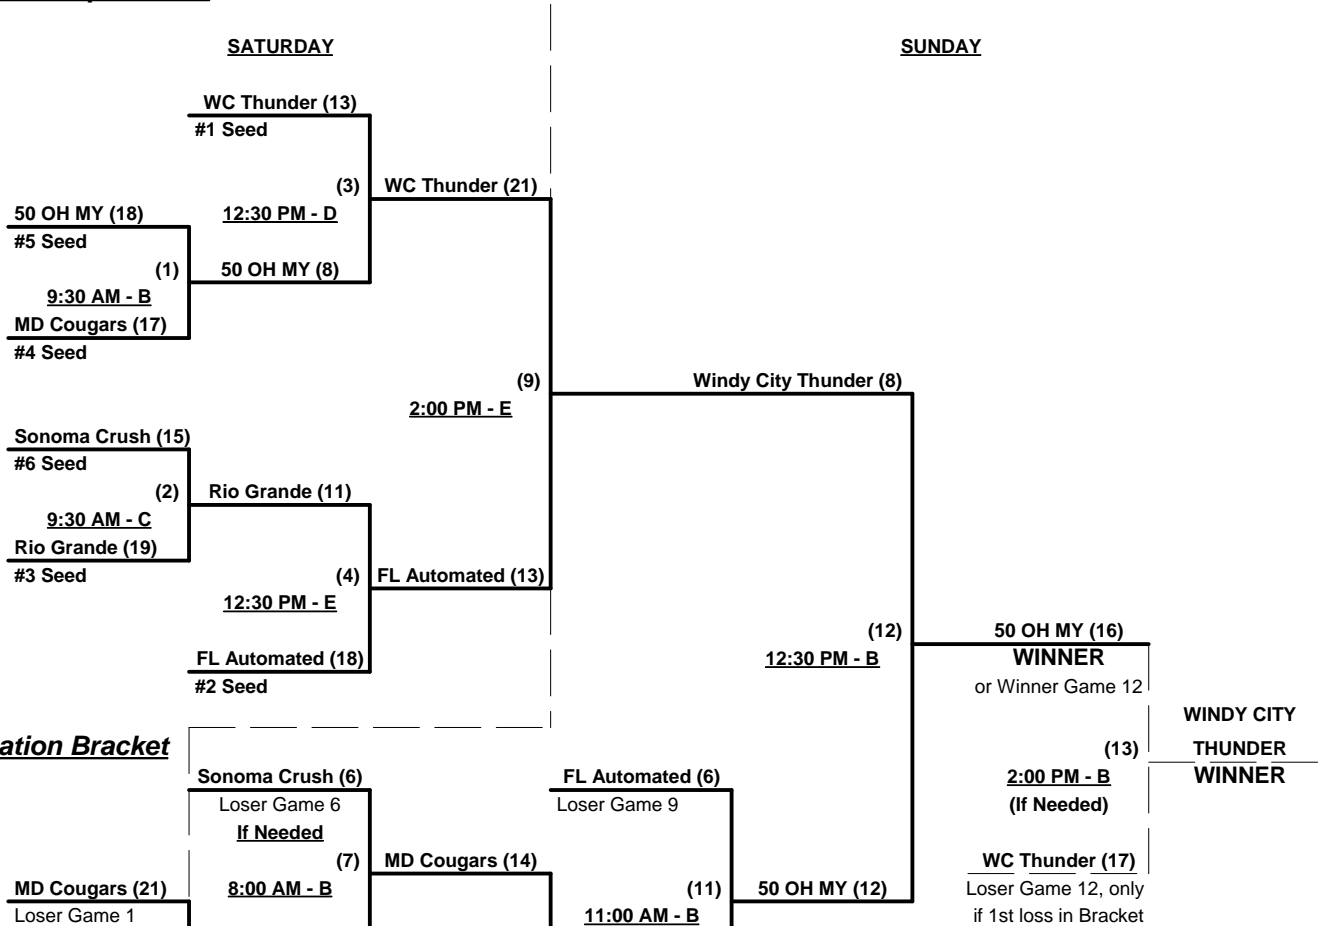 SATURDAY
SUNDAY
WC Thunder (13)
#1 Seed
(3)
WC Thunder (21)
12:30 PM - D
50 OH MY (18)
#5 Seed
(1)
50 OH MY (8)
9:30 AM - B
MD Cougars (17)
#4 Seed
(9)
Windy City Thunder (8)
2:00 PM - E
Sonoma Crush (15)
#6 Seed
(2)
Rio Grande (11)
9:30 AM - C
Rio Grande (19)
#3 Seed
(4)
FL Automated (13)
12:30 PM - E
FL Automated (18)
#2 Seed
(12)
50 OH MY (16)
12:30 PM - B
WINNER
or Winner Game 12
WINDY CITY
THUNDER
WINNER
(13)
2:00 PM - B
(If Needed)
WC Thunder (17)
Loser Game 12, only
if 1st loss in Bracket
ation Bracket
Sonoma Crush (6)
Loser Game 6
If Needed
(7)
MD Cougars (14)
8:00 AM - B
MD Cougars (21)
Loser Game 1
FL Automated (6)
Loser Game 9
(11)
50 OH MY (12)
11:00 AM - B